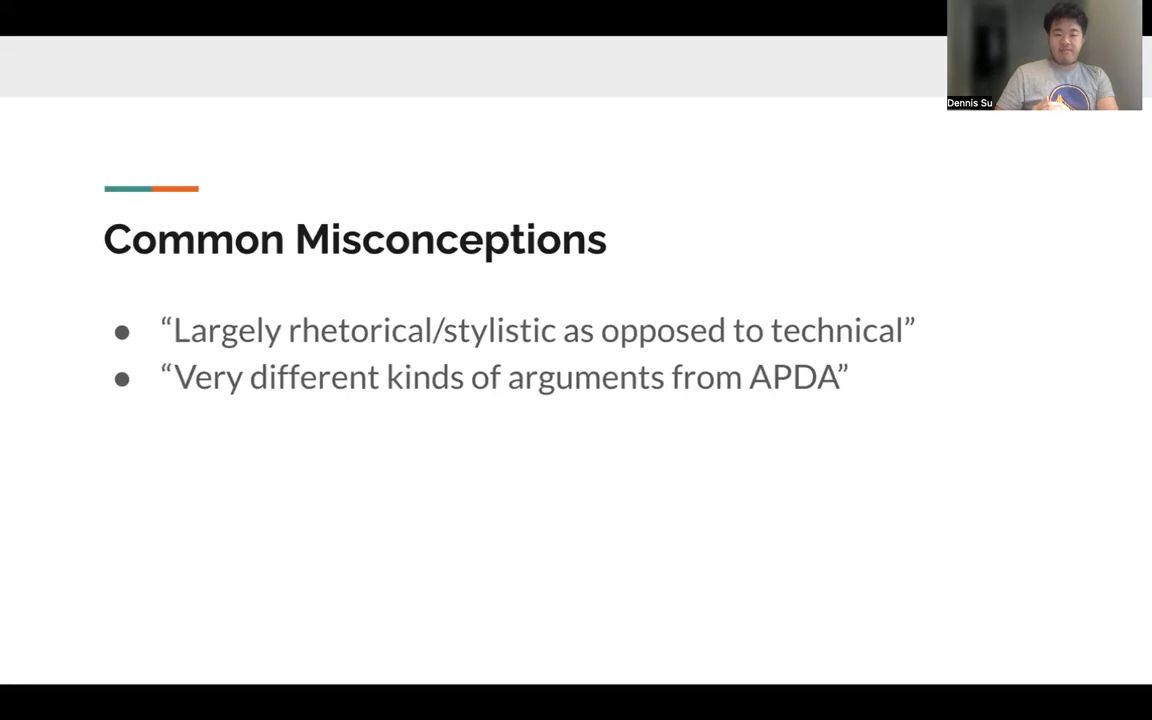 Dennis Su
Common Misconceptions
● “Largely rhetorical/stylistic as opposed to technical”
● “Very different kinds of arguments from APDA”